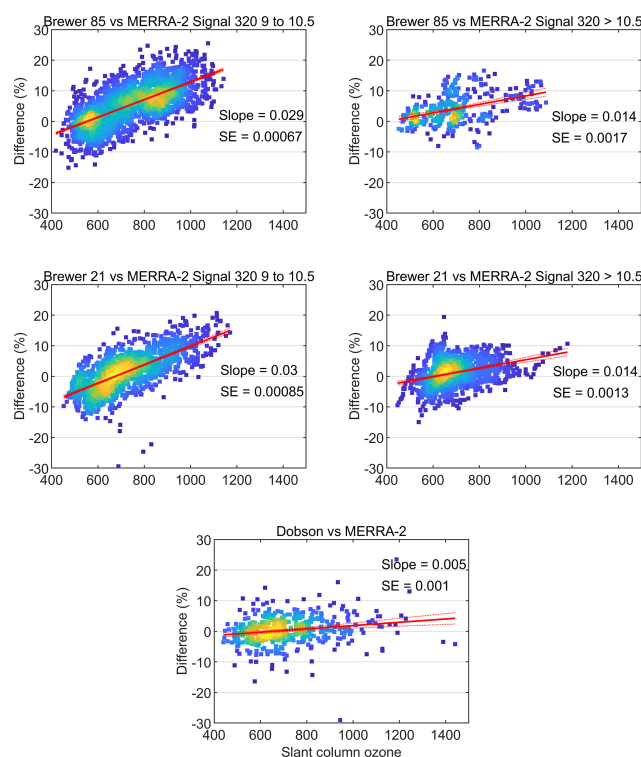 Brewer 85 vs MERRA-2 Signal 320 9 to 10.5
30
20
10
0
-10
-20
-30
Difference (%)
Slope = 0.029
SE = 0.00067
400 600 800 1000 1200 1400
Brewer 85 vs MERRA-2 Signal 320 > 10.5
30
20
10
0
-10
-20
-30
Difference (%)
Slope = 0.014
SE = 0.0017
400 600 800 1000 1200 1400
Brewer 21 vs MERRA-2 Signal 320 9 to 10.5
30
20
10
0
-10
-20
-30
Difference (%)
Slope = 0.03
SE = 0.00085
400 600 800 1000 1200 1400
Brewer 21 vs MERRA-2 Signal 320 > 10.5
30
20
10
0
-10
-20
-30
Difference (%)
Slope = 0.014
SE = 0.0013
400 600 800 1000 1200 1400
Dobson vs MERRA-2
30
20
10
0
-10
-20
-30
Difference (%)
Slope = 0.005
SE = 0.001
400 600 800 1000 1200 1400
Slant column ozone